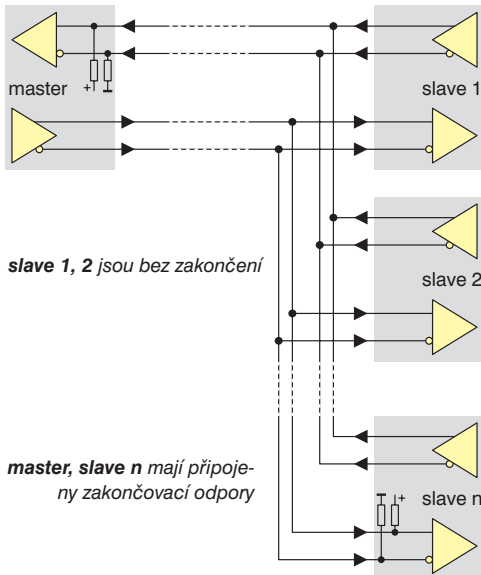 master
slave 1
+
slave 1, 2 jsou bez zakončení
slave 2
master, slave n mají připoje-
ny zakončovací odpory
slave n
+